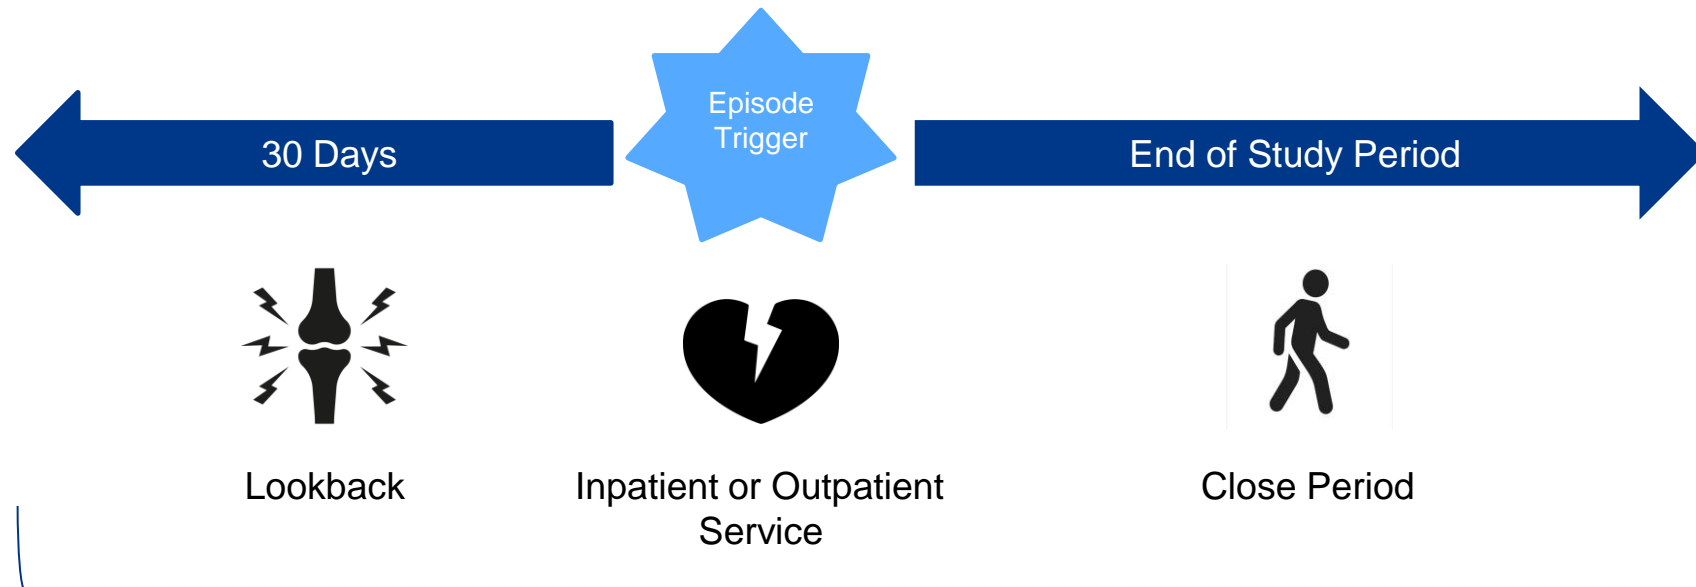 Episode
Trigger
30 Days
End of Study Period
Lookback
Inpatient or Outpatient
Service
Close Period